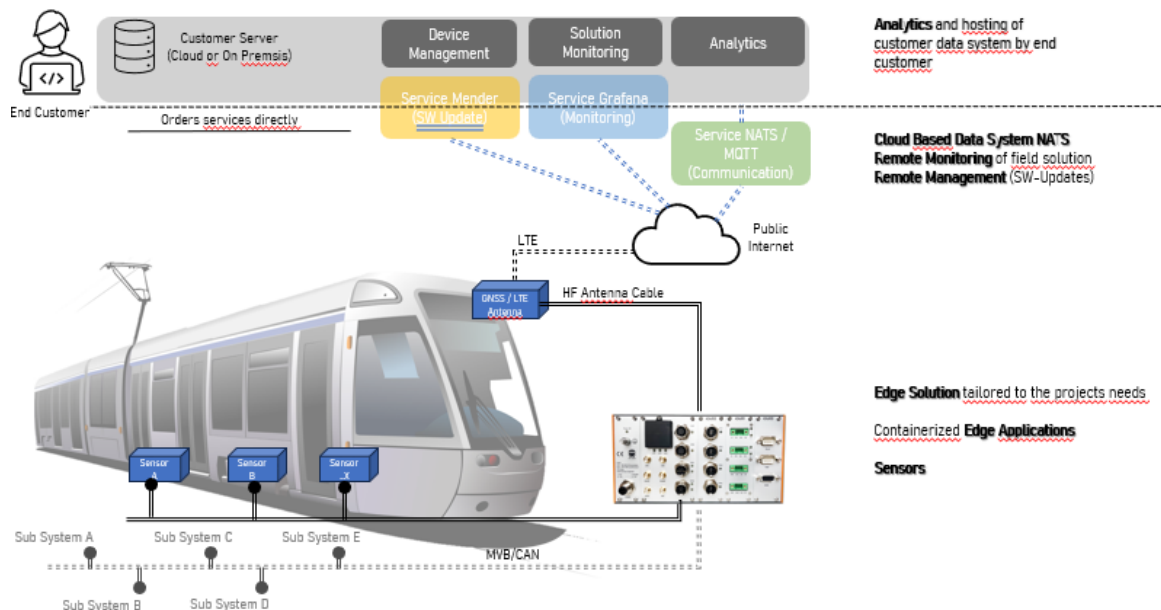 Customer Server
(Cloud or On Premsis)
Device
Management
Solution
Monitoring
Analytics
Analytics and hosting of
customer data system by end
customer
End Customer
Orders services directly
Service Mender
(SW Update)
Service Grafana
(Monitoring)
Service NATS /
MQTT
(Communication)
Cloud Based Data System NATS
Remote Monitoring of field solution
Remote Management (SW-Updates)
Public
Internet
LTE
GNSS / LTE
Antenna
HF Antenna Cable
Edge Solution tailored to the projects needs
Containerized Edge Applications
Sensors
Sensor
A
Sensor
B
Sensor
X
Sub System A
Sub System C
Sub System E
MVB/CAN
Sub System B
Sub System D